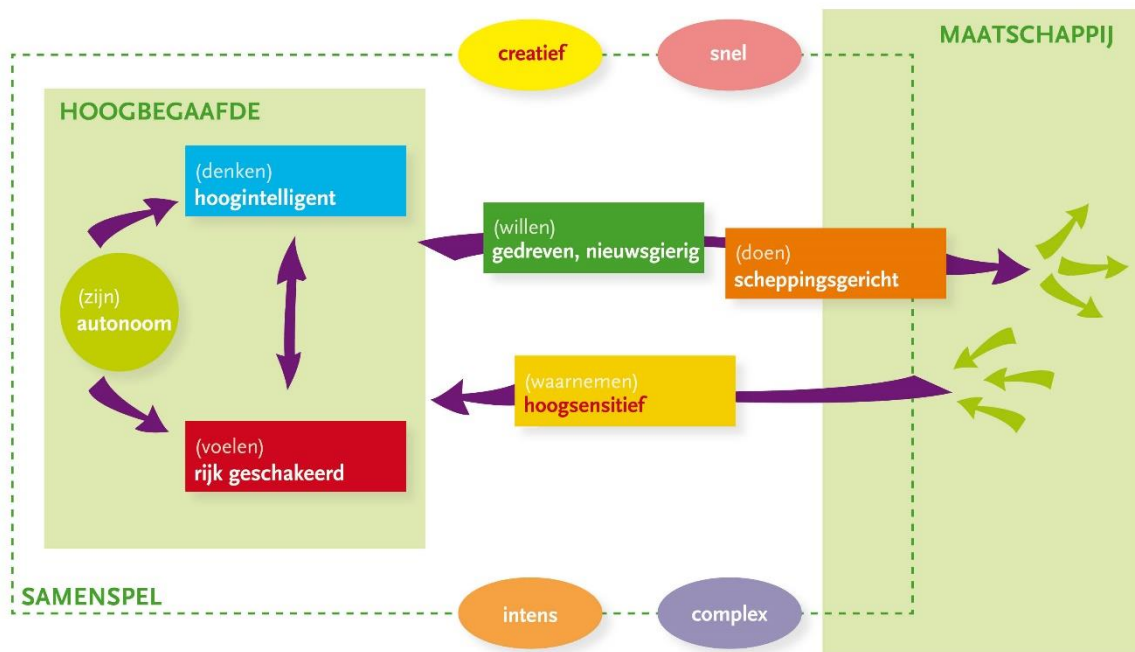 MAATSCHAPPIJ
creatief
snel
HOOGBEGAAFDE
(denken)
hoogintelligent
(willen)
gedreven, nieuwsgierig
(doen)
scheppingsgericht
(zijn)
autonoom
(waarnemen)
hoogsensitief
(voelen)
rijk geschakeerd
SAMENSPEL
intens
complex